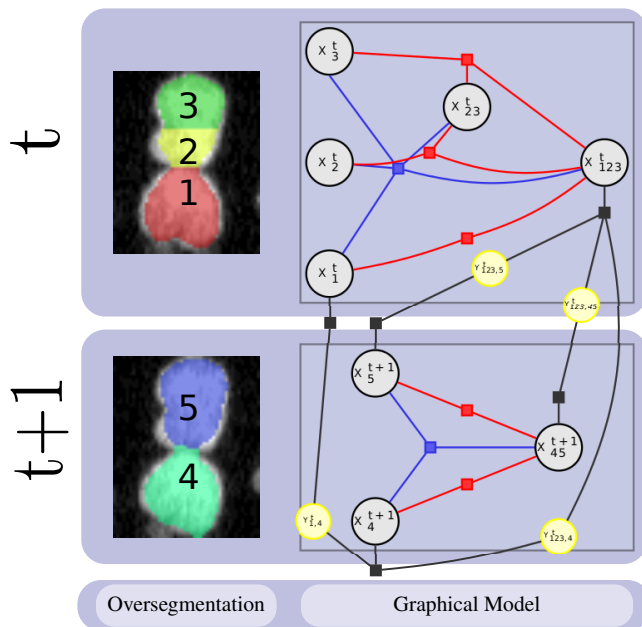 t
3
2
1
X t 3
X t 23
X t 2
X t 123
X t 1
Y t 123,5
Y t 123,45
t+1
5
4
X t+1 5
X t+1 45
X t+1 4
Y t 1,4
Y t 123,4
Oversegmentation
Graphical Model